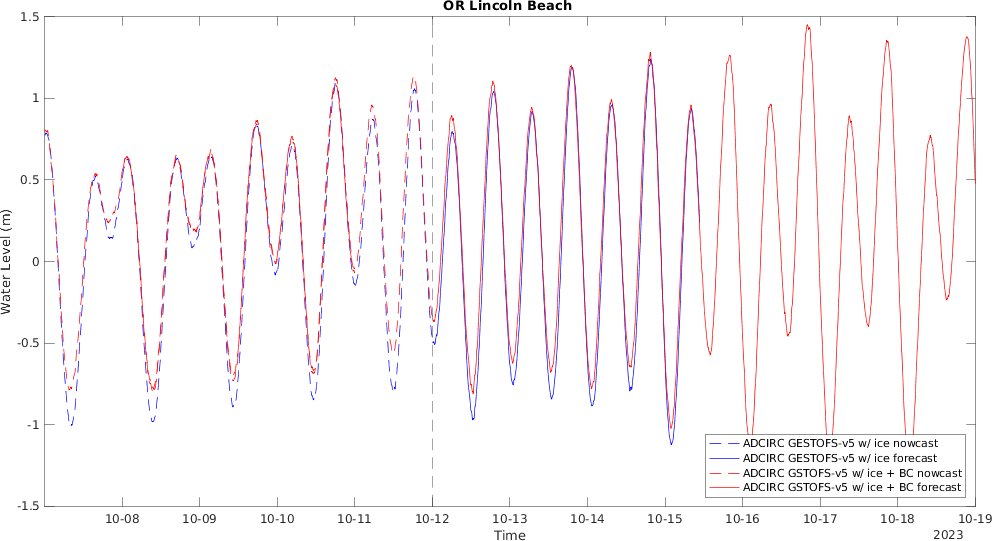 OR Lincoln Beach
1.5
1
0.5
0
-0.5
-1
-1.5
Water Level (m)
10-08 10-09 10-10 10-11 10-12 10-13 10-14 10-15 10-16 10-17 10-18 10-19
Time
2023
ADCIRC GESTOFS-v5 w/ ice nowcast
ADCIRC GESTOFS-v5 w/ ice forecast
ADCIRC GSTOFS-v5 w/ ice + BC nowcast
ADCIRC GSTOFS-v5 w/ ice + BC forecast